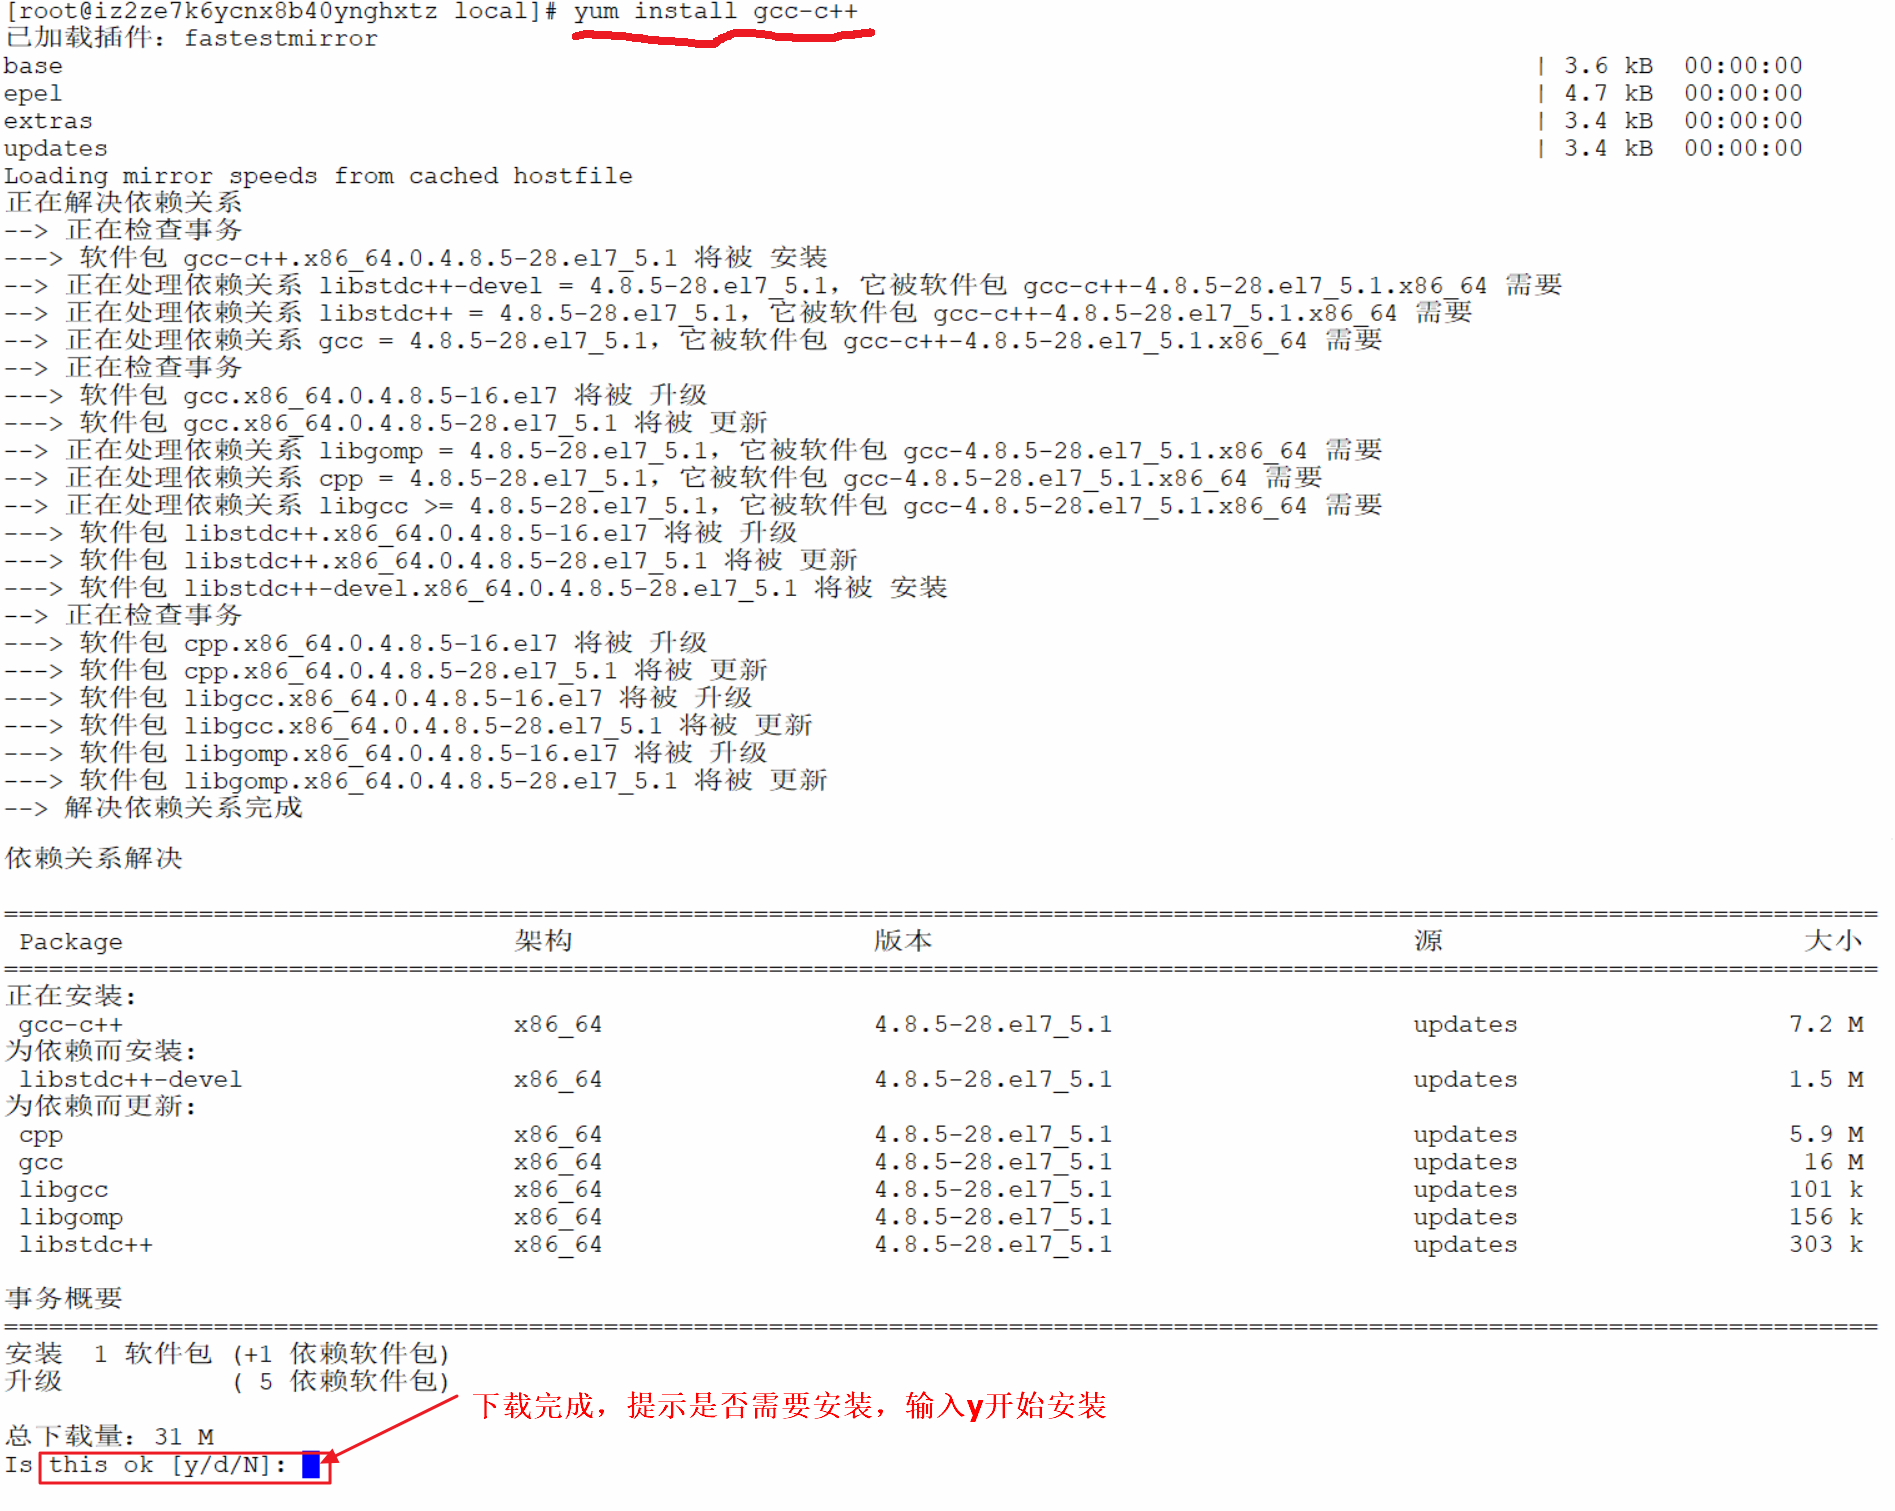 [root@iz2ze7k6ycnx8b40ynghxtz local]# yum install gcc-c++
已加载插件：fastestmirror
base | 3.6 kB 00:00:00
epel | 4.7 kB 00:00:00
extras | 3.4 kB 00:00:00
updates | 3.4 kB 00:00:00
Loading mirror speeds from cached hostfile
正在解决依赖关系
--> 正在检查事务
---> 软件包 gcc-c++.x86_64.0.4.8.5-28.el7_5.1 将被 安装
--> 正在处理依赖关系 libstdc++-devel = 4.8.5-28.el7_5.1，它被软件包 gcc-c++-4.8.5-28.el7_5.1.x86_64 需要
--> 正在处理依赖关系 libstdc++ = 4.8.5-28.el7_5.1，它被软件包 gcc-c++-4.8.5-28.el7_5.1.x86_64 需要
--> 正在处理依赖关系 gcc = 4.8.5-28.el7_5.1，它被软件包 gcc-c++-4.8.5-28.el7_5.1.x86_64 需要
--> 正在检查事务
---> 软件包 gcc.x86_64.0.4.8.5-16.el7 将被 升级
---> 软件包 gcc.x86_64.0.4.8.5-28.el7_5.1 将被 更新
--> 正在处理依赖关系 libgomp = 4.8.5-28.el7_5.1，它被软件包 gcc-4.8.5-28.el7_5.1.x86_64 需要
--> 正在处理依赖关系 cpp = 4.8.5-28.el7_5.1，它被软件包 gcc-4.8.5-28.el7_5.1.x86_64 需要
--> 正在处理依赖关系 libgcc >= 4.8.5-28.el7_5.1，它被软件包 gcc-4.8.5-28.el7_5.1.x86_64 需要
---> 软件包 libstdc++.x86_64.0.4.8.5-16.el7 将被 升级
---> 软件包 libstdc++.x86_64.0.4.8.5-28.el7_5.1 将被 更新
---> 软件包 libstdc++-devel.x86_64.0.4.8.5-28.el7_5.1 将被 安装
--> 正在检查事务
---> 软件包 cpp.x86_64.0.4.8.5-16.el7 将被 升级
---> 软件包 cpp.x86_64.0.4.8.5-28.el7_5.1 将被 更新
---> 软件包 libgcc.x86_64.0.4.8.5-16.el7 将被 升级
---> 软件包 libgcc.x86_64.0.4.8.5-28.el7_5.1 将被 更新
---> 软件包 libgomp.x86_64.0.4.8.5-16.el7 将被 升级
---> 软件包 libgomp.x86_64.0.4.8.5-28.el7_5.1 将被 更新
--> 解决依赖关系完成
依赖关系解决
Package 架构 版本 源 大小
正在安装：
gcc-c++ x86_64 4.8.5-28.el7_5.1 updates 7.2 M
为依赖而安装：
libstdc++-devel x86_64 4.8.5-28.el7_5.1 updates 1.5 M
为依赖而更新：
cpp x86_64 4.8.5-28.el7_5.1 updates 5.9 M
gcc x86_64 4.8.5-28.el7_5.1 updates 16 M
libgcc x86_64 4.8.5-28.el7_5.1 updates 101 k
libgomp x86_64 4.8.5-28.el7_5.1 updates 156 k
libstdc++ x86_64 4.8.5-28.el7_5.1 updates 303 k
事务概要
安装 1 软件包 (+1 依赖软件包)
升级 ( 5 依赖软件包)
下载完成，提示是否需要安装，输入y开始安装
总下载量：31 M
Is this ok [y/d/N]: